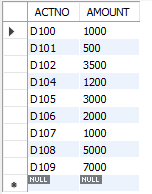 ACTNO AMOUNT
D100 1000
D101 500
D102 3500
D104 1200
D105 3000
D106 2000
D107 1000
D108 5000
D109 7000
NULL NULL